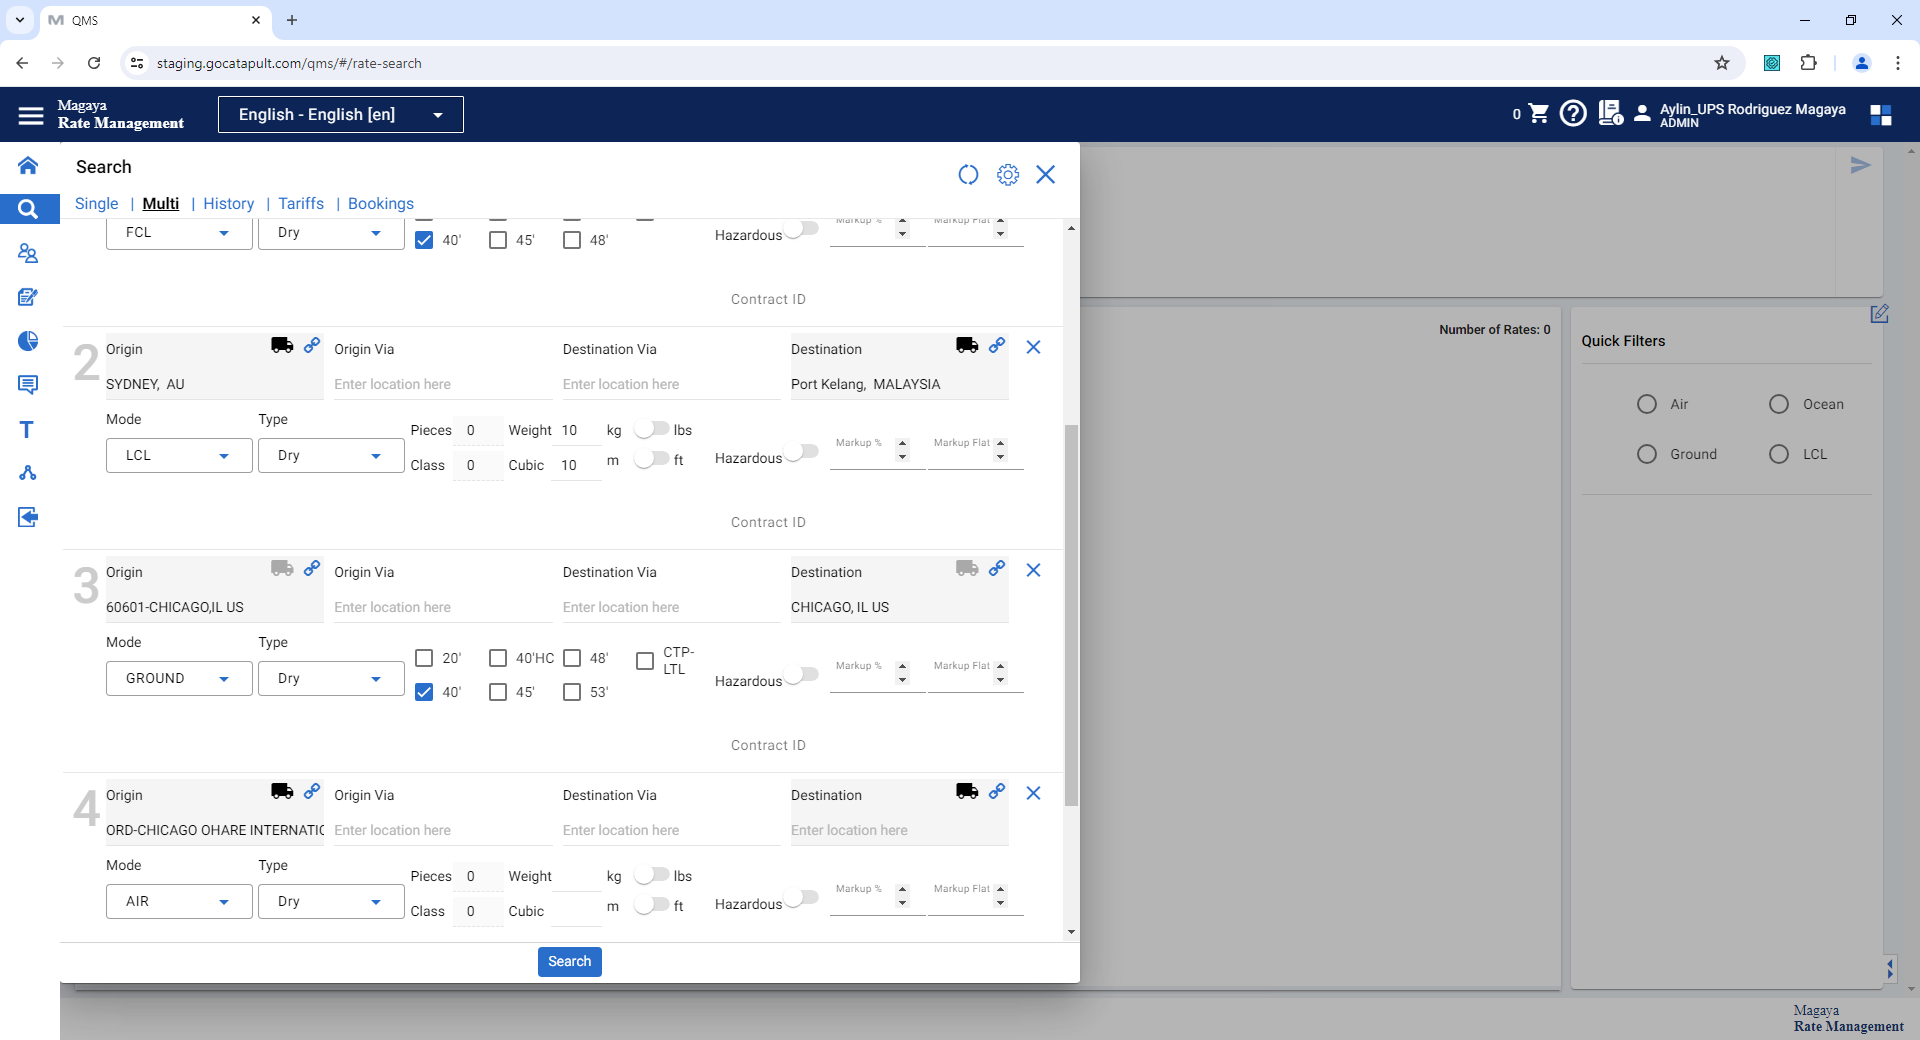 QMS
staging.gocatapult.com/qms/#/rate-search
Magaya
Rate Management
English - English [en]
0
Aylin_UPS Rodriguez Magaya
ADMIN
Search
Single | Multi | History | Tariffs | Bookings
FCL
Dry
40'
45'
48'
Hazardous
Markup %
Markup Flat
Contract ID
2
Origin
Origin Via
Destination Via
Destination
SYDNEY, AU
Enter location here
Enter location here
Port Kelang, MALAYSIA
Mode
Type
LCL
Dry
Pieces 0 Weight 10 kg lbs
Class 0 Cubic 10 m ft
Hazardous
Markup %
Markup Flat
Contract ID
3
Origin
Origin Via
Destination Via
Destination
60601-CHICAGO,IL US
Enter location here
Enter location here
CHICAGO, IL US
Mode
Type
GROUND
Dry
20'
40'HC
48'
CTP-
LTL
40'
45'
53'
Hazardous
Markup %
Markup Flat
Contract ID
4
Origin
Origin Via
Destination Via
Destination
ORD-CHICAGO OHARE INTERNATIO
Enter location here
Enter location here
Enter location here
Mode
Type
AIR
Dry
Pieces 0 Weight kg lbs
Class 0 Cubic m ft
Hazardous
Markup %
Markup Flat
Search
Number of Rates: 0
Quick Filters
Air
Ocean
Ground
LCL
T
Magaya
Rate Management